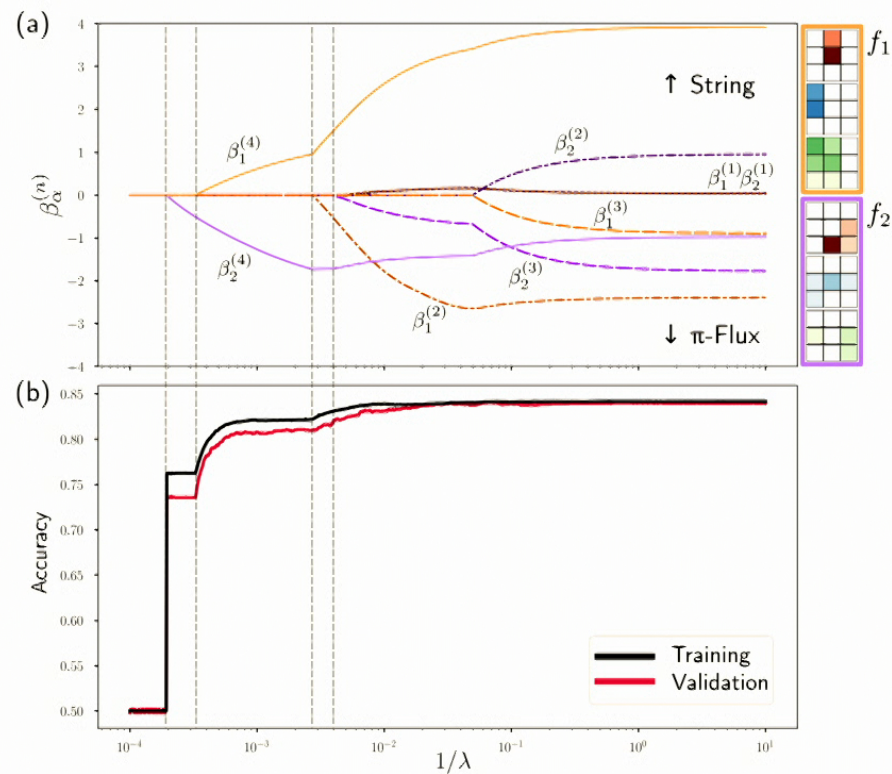 (a)
4
3
2
1
0
−1
−2
−3
−4
β_α^(n)
β_1^(4)
β_2^(4)
β_2^(2)
β_1^(1) β_2^(1)
β_1^(3)
β_2^(3)
β_1^(2)
↑ String
↓ π-Flux
f_1
f_2
(b)
0.85
0.80
0.75
0.70
0.65
0.60
0.55
0.50
Accuracy
Training
Validation
10^−4
10^−3
10^−2
10^−1
10^0
10^1
1/λ